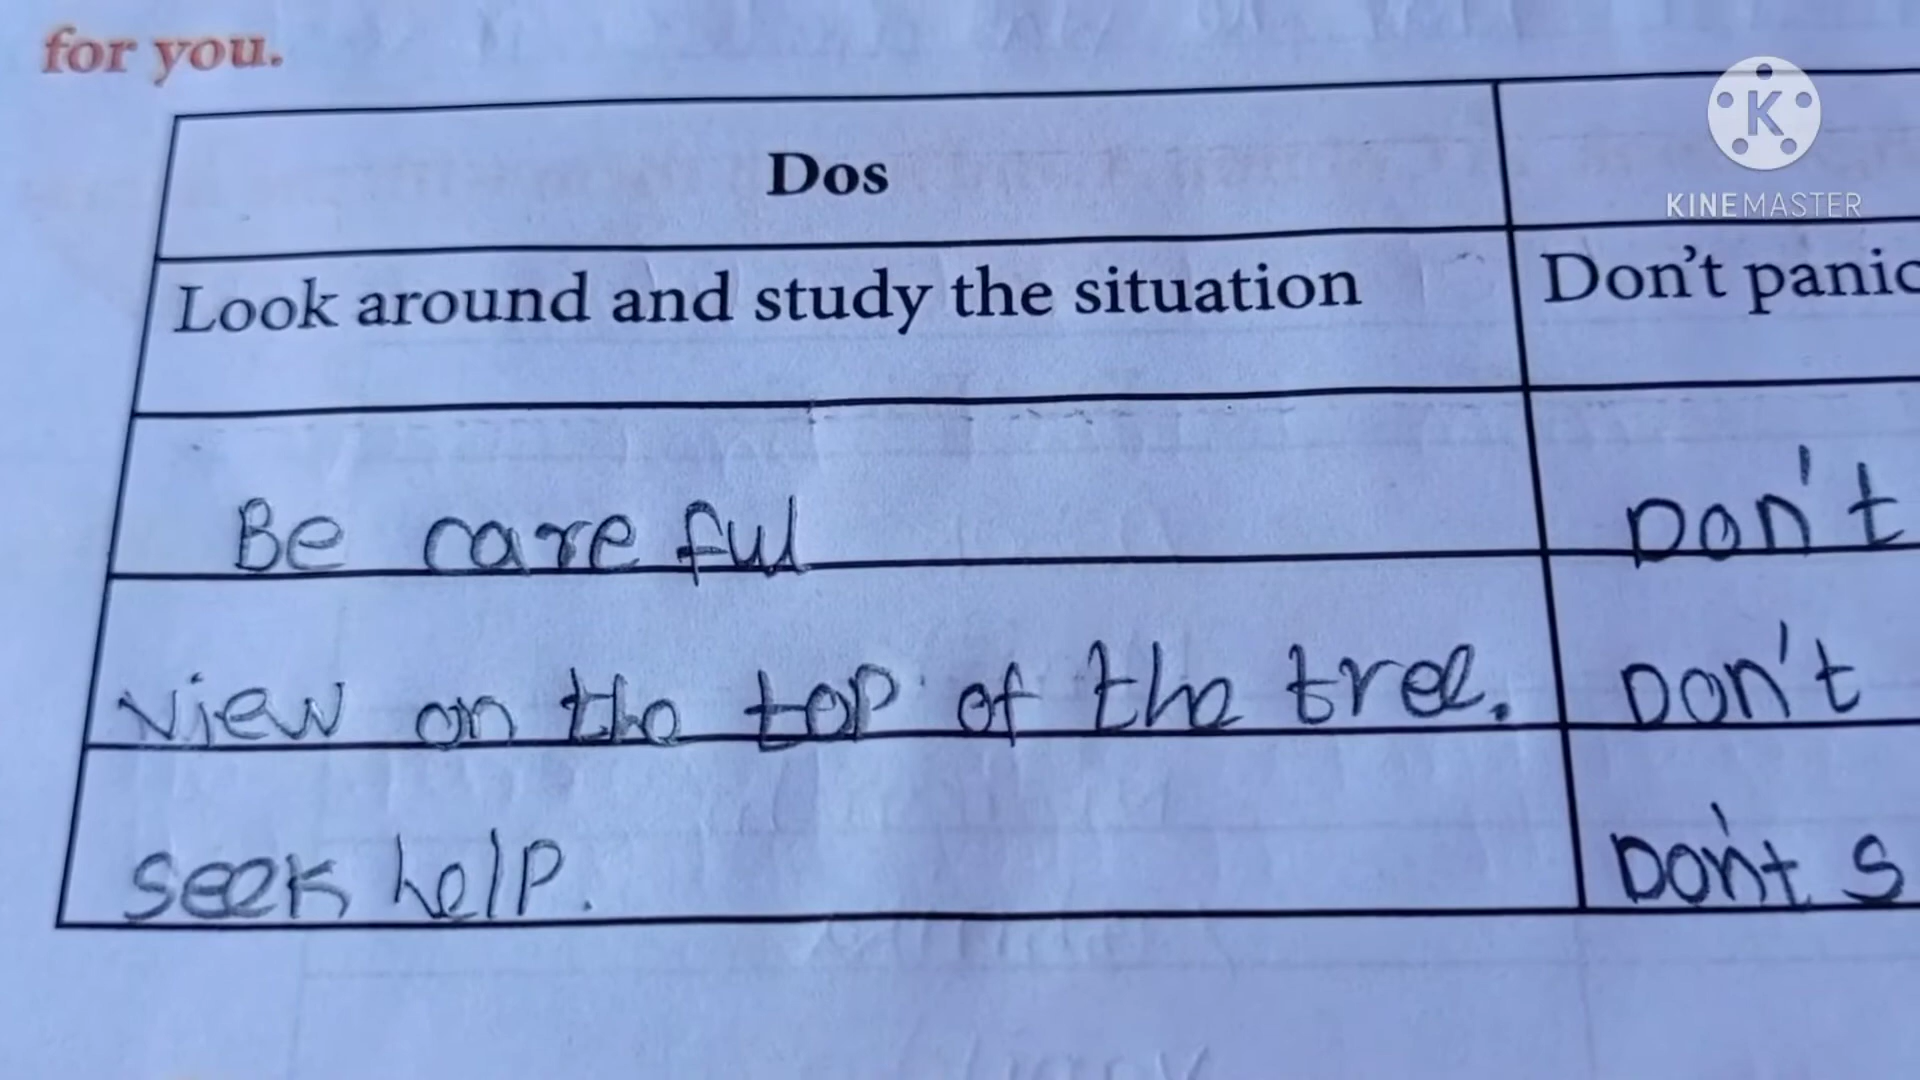 for you.
KINEMASTER
Dos
Look around and study the situation Don't panic
Be careful Don't
view on the top of the tree. Don't
seek help. Don't s